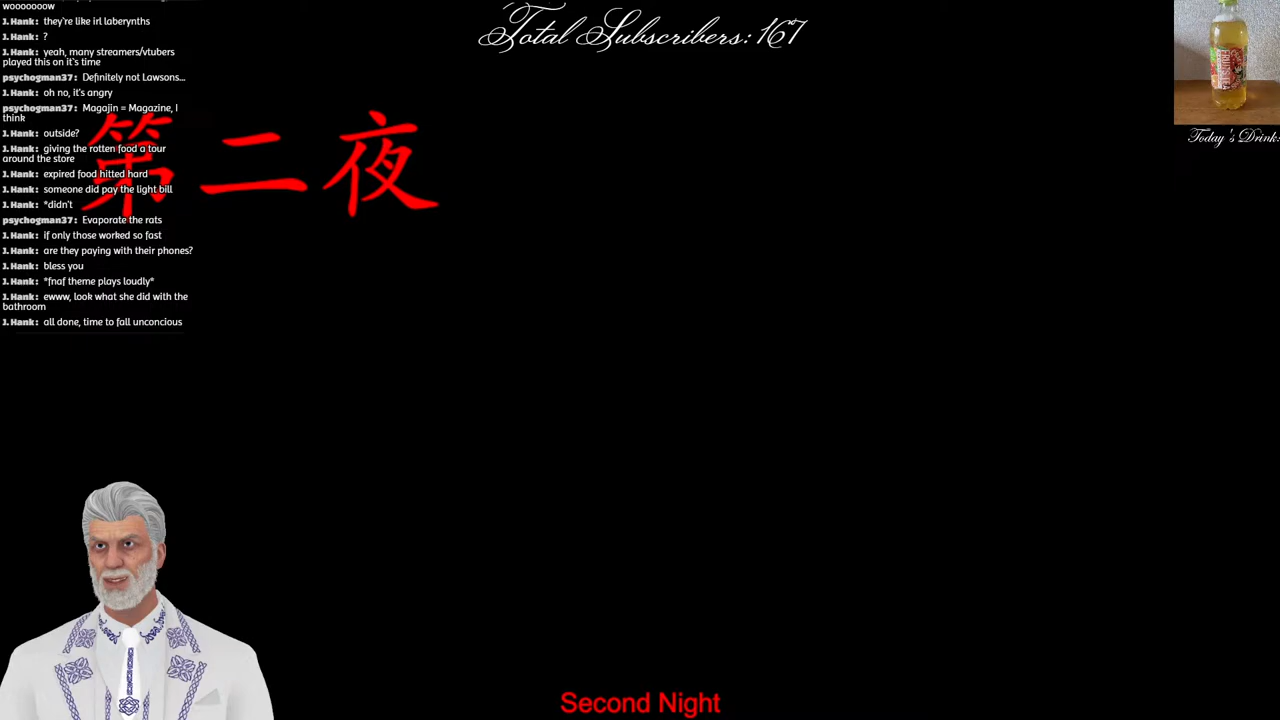 wooooooow
J.Hank: they're like irl laberynths
J.Hank: ?
J.Hank: yeah, many streamers/vtubers
played this on it's time
psychogman37: Definitely not Lawsons...
J.Hank: oh no, it's angry
psychogman37: Magajin = Magazine, I
think
J.Hank: outside?
J.Hank: giving the rotten food a tour
around the store
J.Hank: expired food hitted hard
J.Hank: someone did pay the light bill
J.Hank: *didn't
psychogman37: Evaporate the rats
J.Hank: if only those worked so fast
J.Hank: are they paying with their phones?
J.Hank: bless you
J.Hank: *fnaf theme plays loudly*
J.Hank: ewww, look what she did with the
bathroom
J.Hank: all done, time to fall unconcious
第二夜
Total Subscribers: 167
FRUITS TEA
Today's Drink:
Second Night